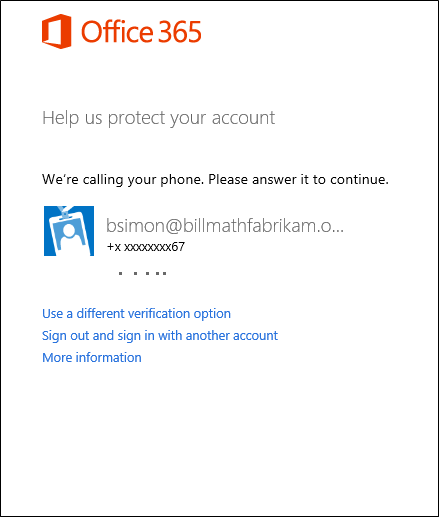 Office 365
Help us protect your account
We're calling your phone. Please answer it to continue.
bsimon@billmathfabrikam.o...
+x xxxxxxxx67
Use a different verification option
Sign out and sign in with another account
More information